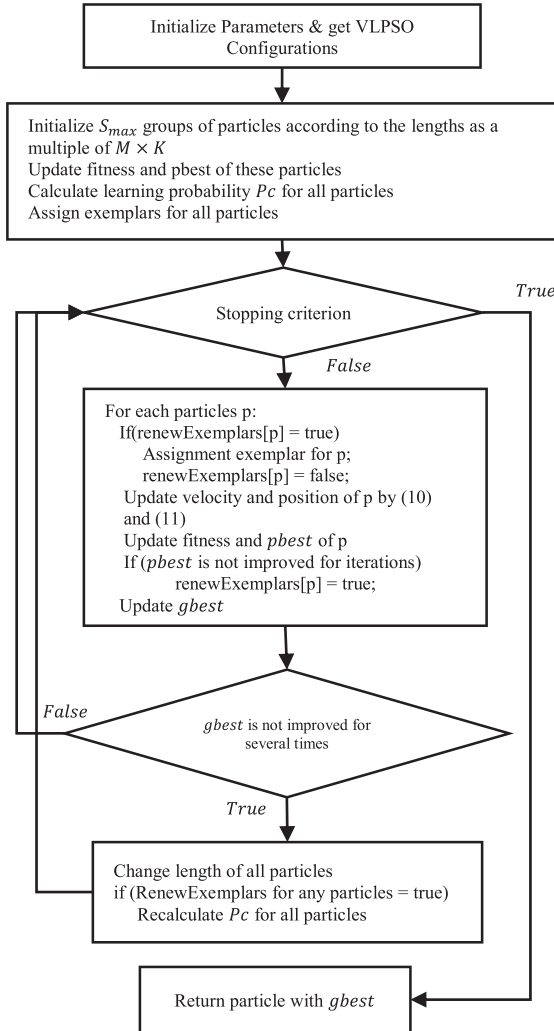 Initialize Parameters & get VLPSO
Configurations
Initialize S_max groups of particles according to the lengths as a
multiple of M × K
Update fitness and pbest of these particles
Calculate learning probability Pc for all particles
Assign exemplars for all particles
Stopping criterion
True
False
For each particles p:
If(renewExemplars[p] = true)
Assignment exemplar for p;
renewExemplars[p] = false;
Update velocity and position of p by (10)
and (11)
Update fitness and pbest of p
If (pbest is not improved for iterations)
renewExemplars[p] = true;
Update gbest
False
gbest is not improved for
several times
True
Change length of all particles
if (RenewExemplars for any particles = true)
Recalculate Pc for all particles
Return particle with gbest